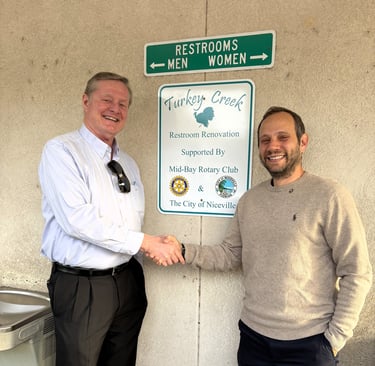 RESTROOMS
← MEN WOMEN →
Turkey Creek
Restroom Renovation
Supported By
Mid-Bay Rotary Club
&
The City of Niceville